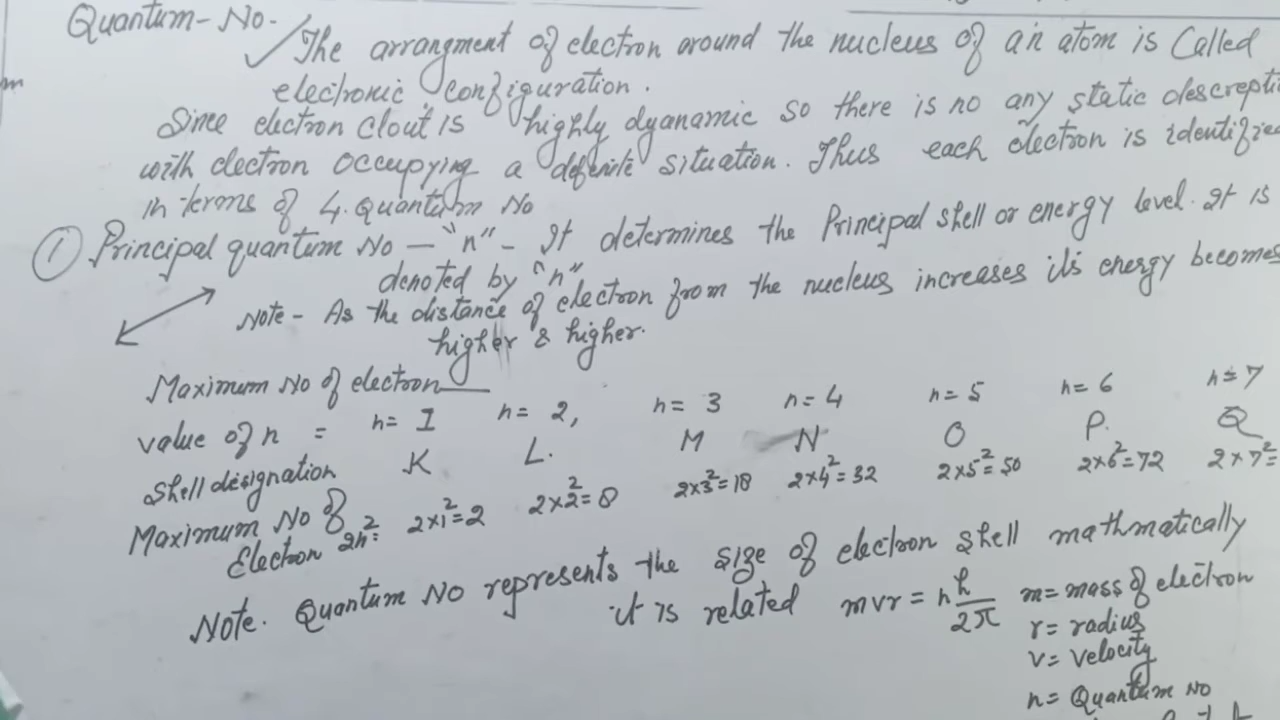 Quantum-No.
The arrangment of electron around the nucleus of an atom is Called
electronic configuration.
Since electron clout is highly dyanamic so there is no any static descrepti
with electron occupying a definite situation. Thus each electron is identifie
in terms of 4. Quantum No
① Principal quantum No — "n" - It determines the Principal shell or energy level. It is
denoted by "n"
Note - As the distance of electron from the nucleus increases its energy becomes
higher & higher.
Maximum No of electron
value of n = n= 1 n= 2, n= 3 n= 4 n= 5 n= 6 n= 7
Shell designation K L. M N O P. Q
Maximum No of
Electron 2n²= 2×1²=2 2×2²=8 2×3²=18 2×4²=32 2×5²=50 2×6²=72 2×7²=
Note. Quantum No represents the size of electron shell mathmatically
it is related mvr = n h/2π m= mass of electron
r= radius
v= velocity
n= Quantum No